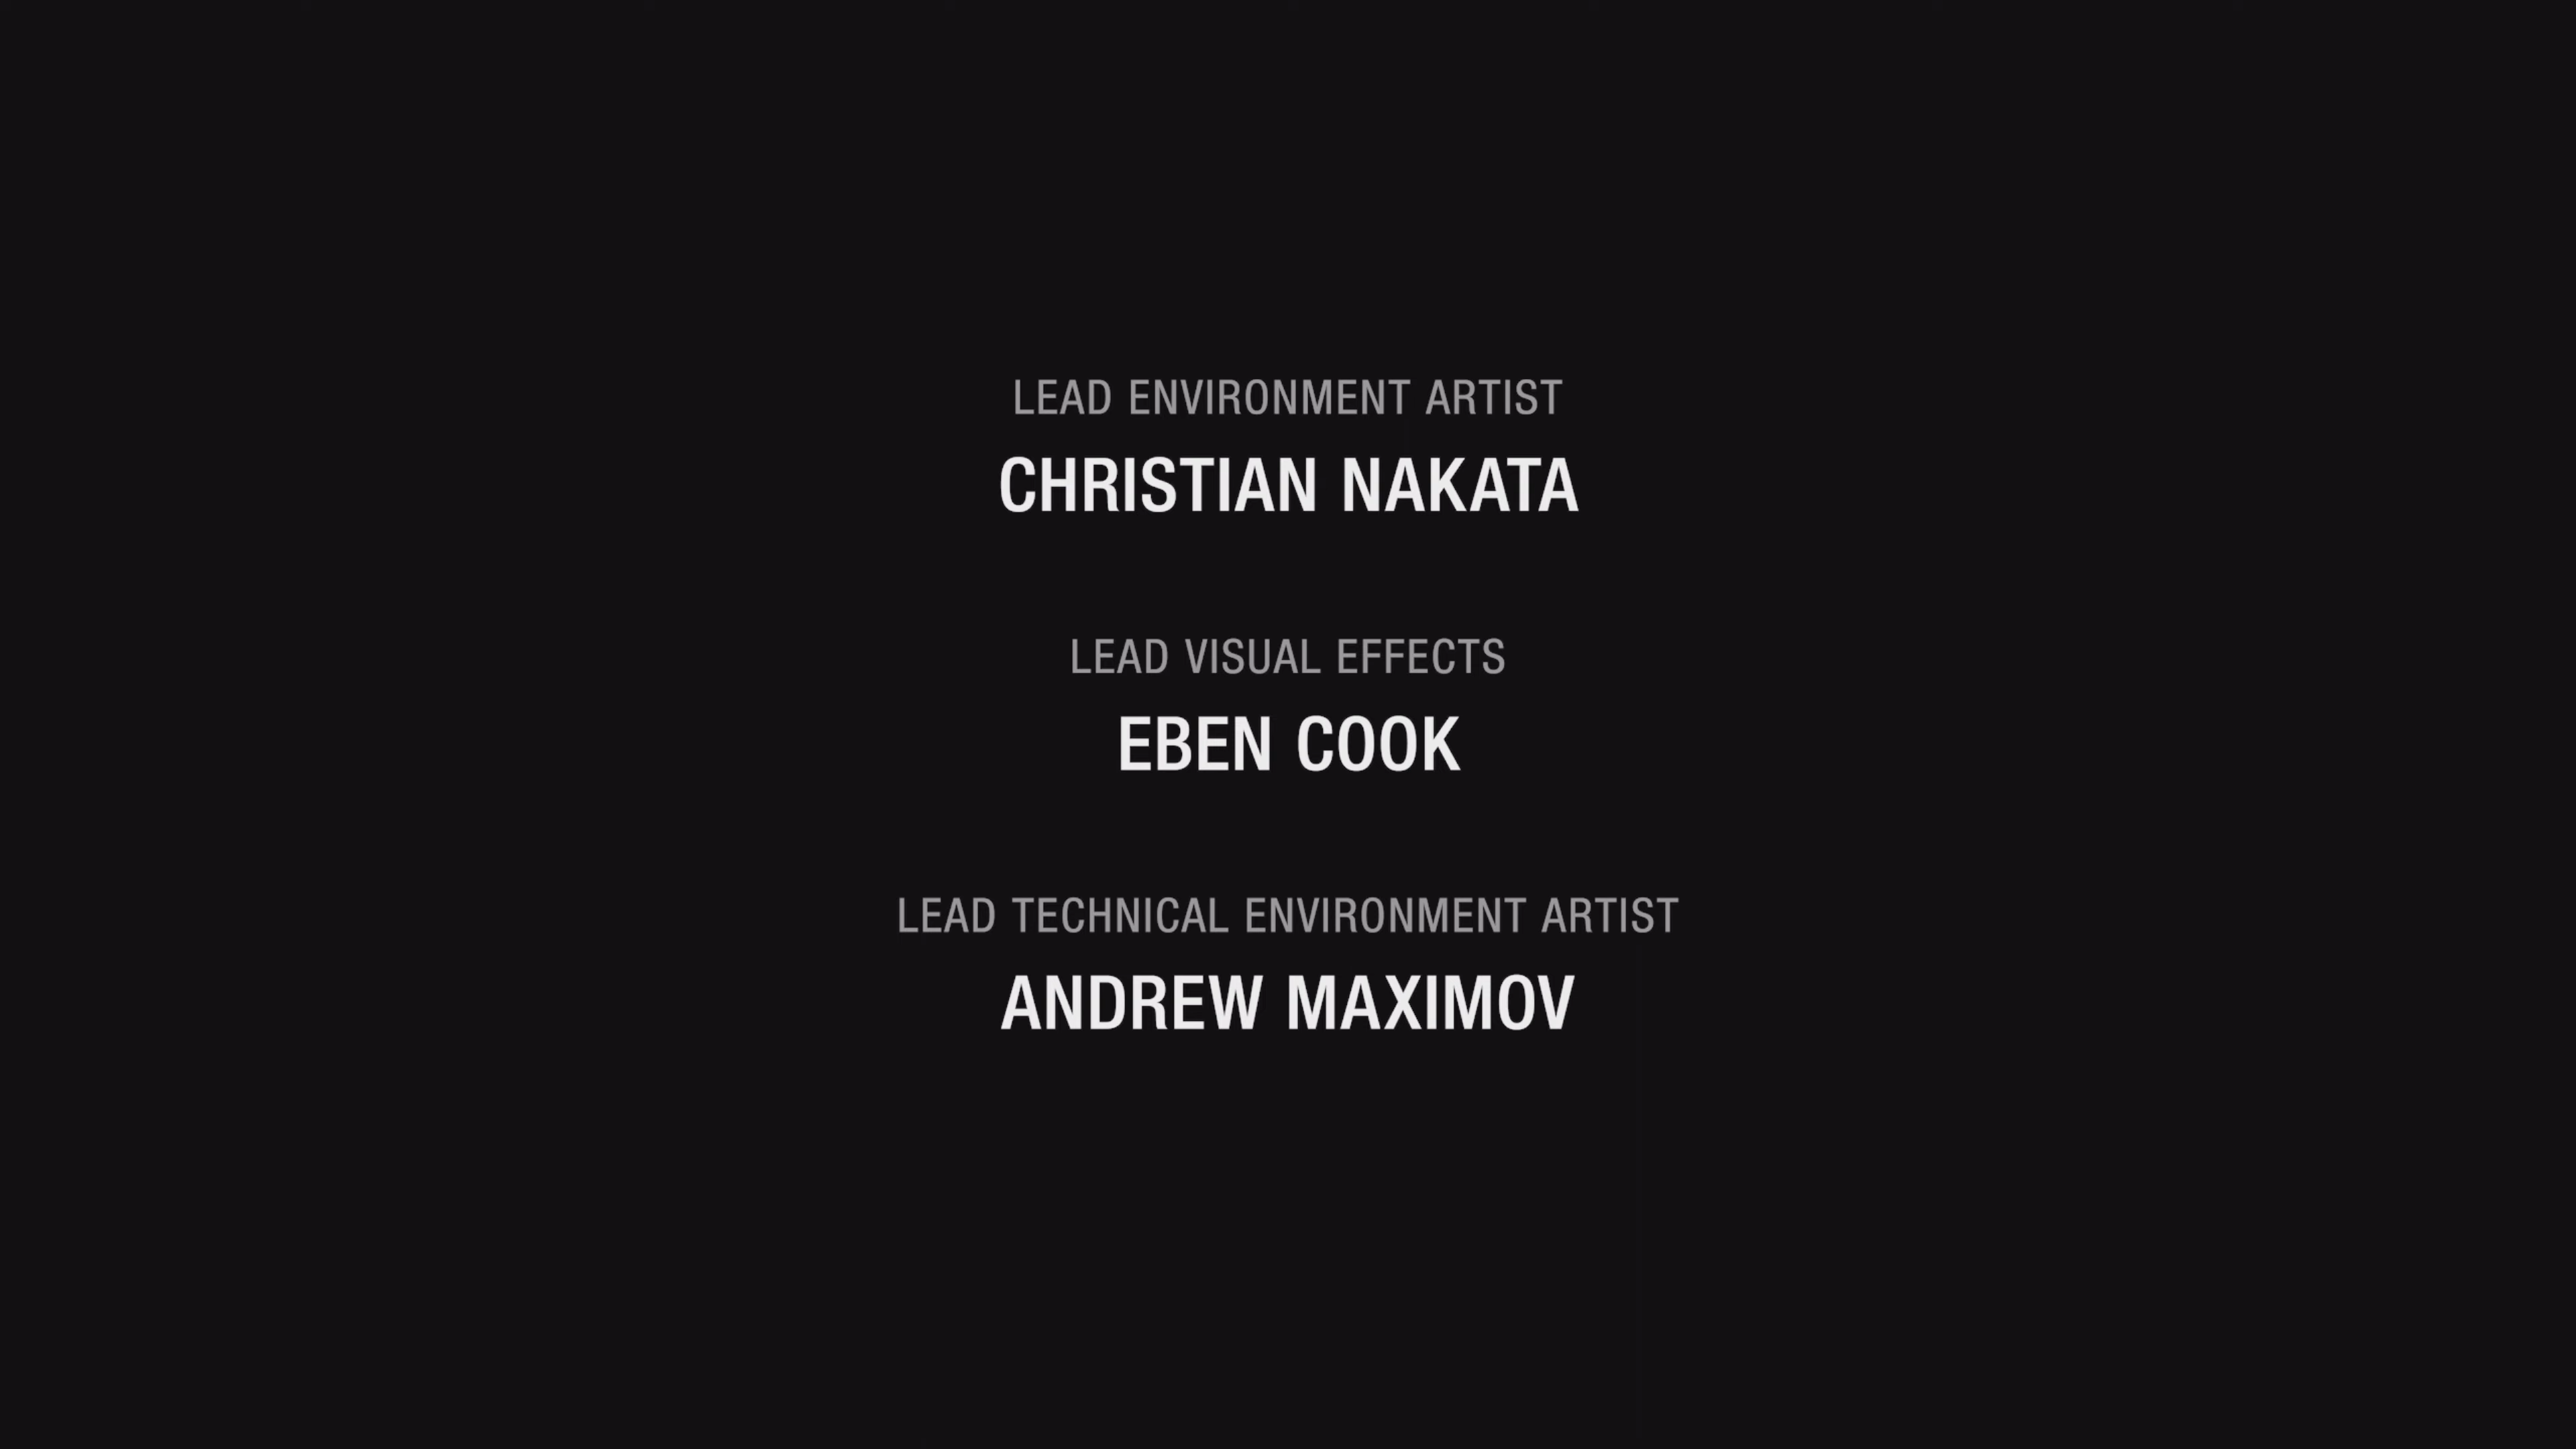 LEAD ENVIRONMENT ARTIST
CHRISTIAN NAKATA
LEAD VISUAL EFFECTS
EBEN COOK
LEAD TECHNICAL ENVIRONMENT ARTIST
ANDREW MAXIMOV